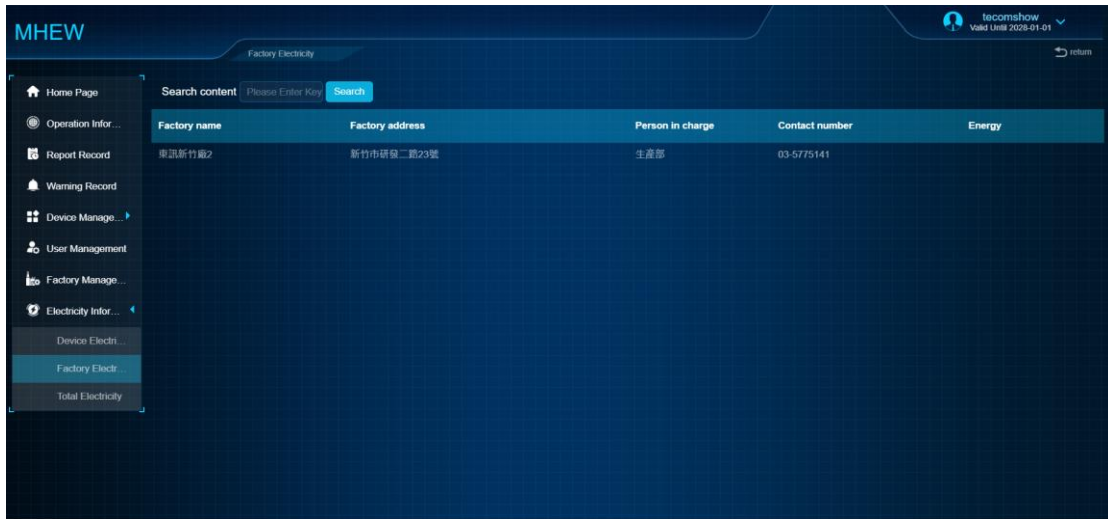 MHEW
tecomshow
Valid Until 2028-01-01
Factory Electricity
return
Home Page
Operation Infor...
Report Record
Warning Record
Device Manage...
User Management
Factory Manage...
Electricity Infor...
Device Electri...
Factory Electr...
Total Electricity
Search content Please Enter Key Search
Factory name Factory address Person in charge Contact number Energy
東訊新竹廠2 新竹市研發二路23號 生產部 03-5775141